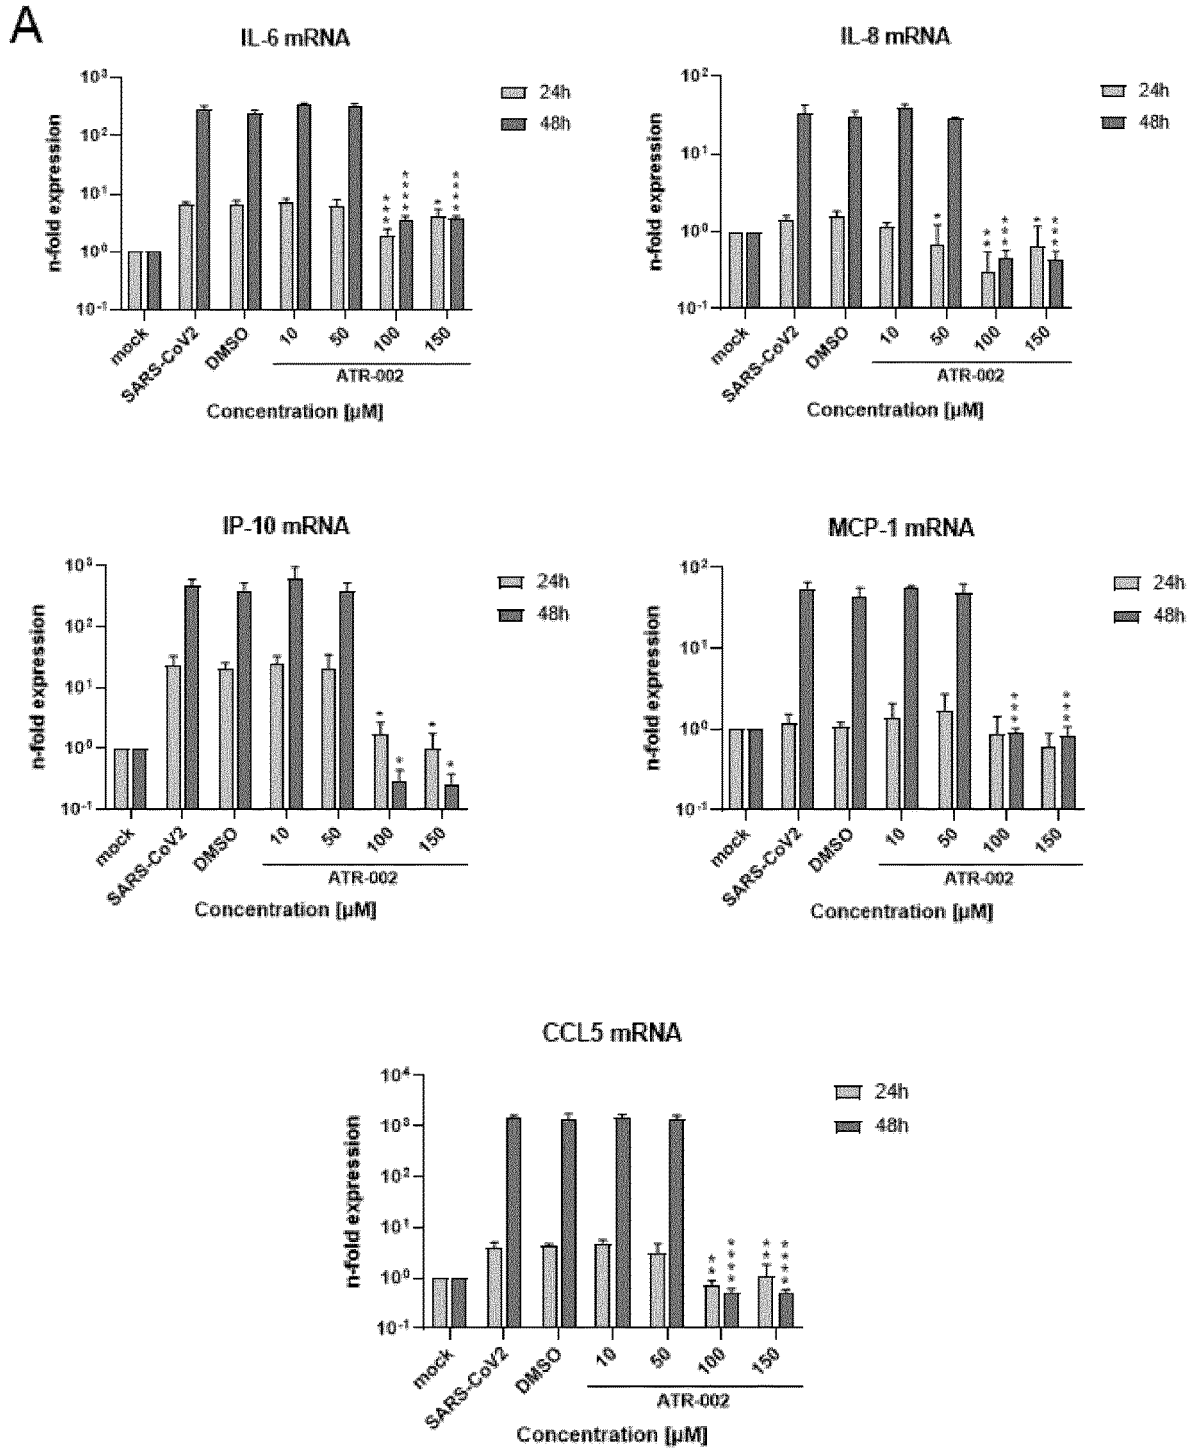 A
IL-6 mRNA
n-fold expression
10³
10²
10¹
10⁰
10⁻¹
24h
48h
*** **** * ****
mock SARS-CoV2 DMSO 10 50 100 150
ATR-002
Concentration [µM]
IL-8 mRNA
n-fold expression
10²
10¹
10⁰
10⁻¹
24h
48h
* ** *** * ***
mock SARS-CoV2 DMSO 10 50 100 150
ATR-002
Concentration [µM]
IP-10 mRNA
n-fold expression
10³
10²
10¹
10⁰
10⁻¹
24h
48h
* * * *
mock SARS-CoV2 DMSO 10 50 100 150
ATR-002
Concentration [µM]
MCP-1 mRNA
n-fold expression
10²
10¹
10⁰
10⁻¹
24h
48h
*** ***
mock SARS-CoV2 DMSO 10 50 100 150
ATR-002
Concentration [µM]
CCL5 mRNA
n-fold expression
10⁴
10³
10²
10¹
10⁰
10⁻¹
24h
48h
** **** ** ****
mock SARS-CoV2 DMSO 10 50 100 150
ATR-002
Concentration [µM]